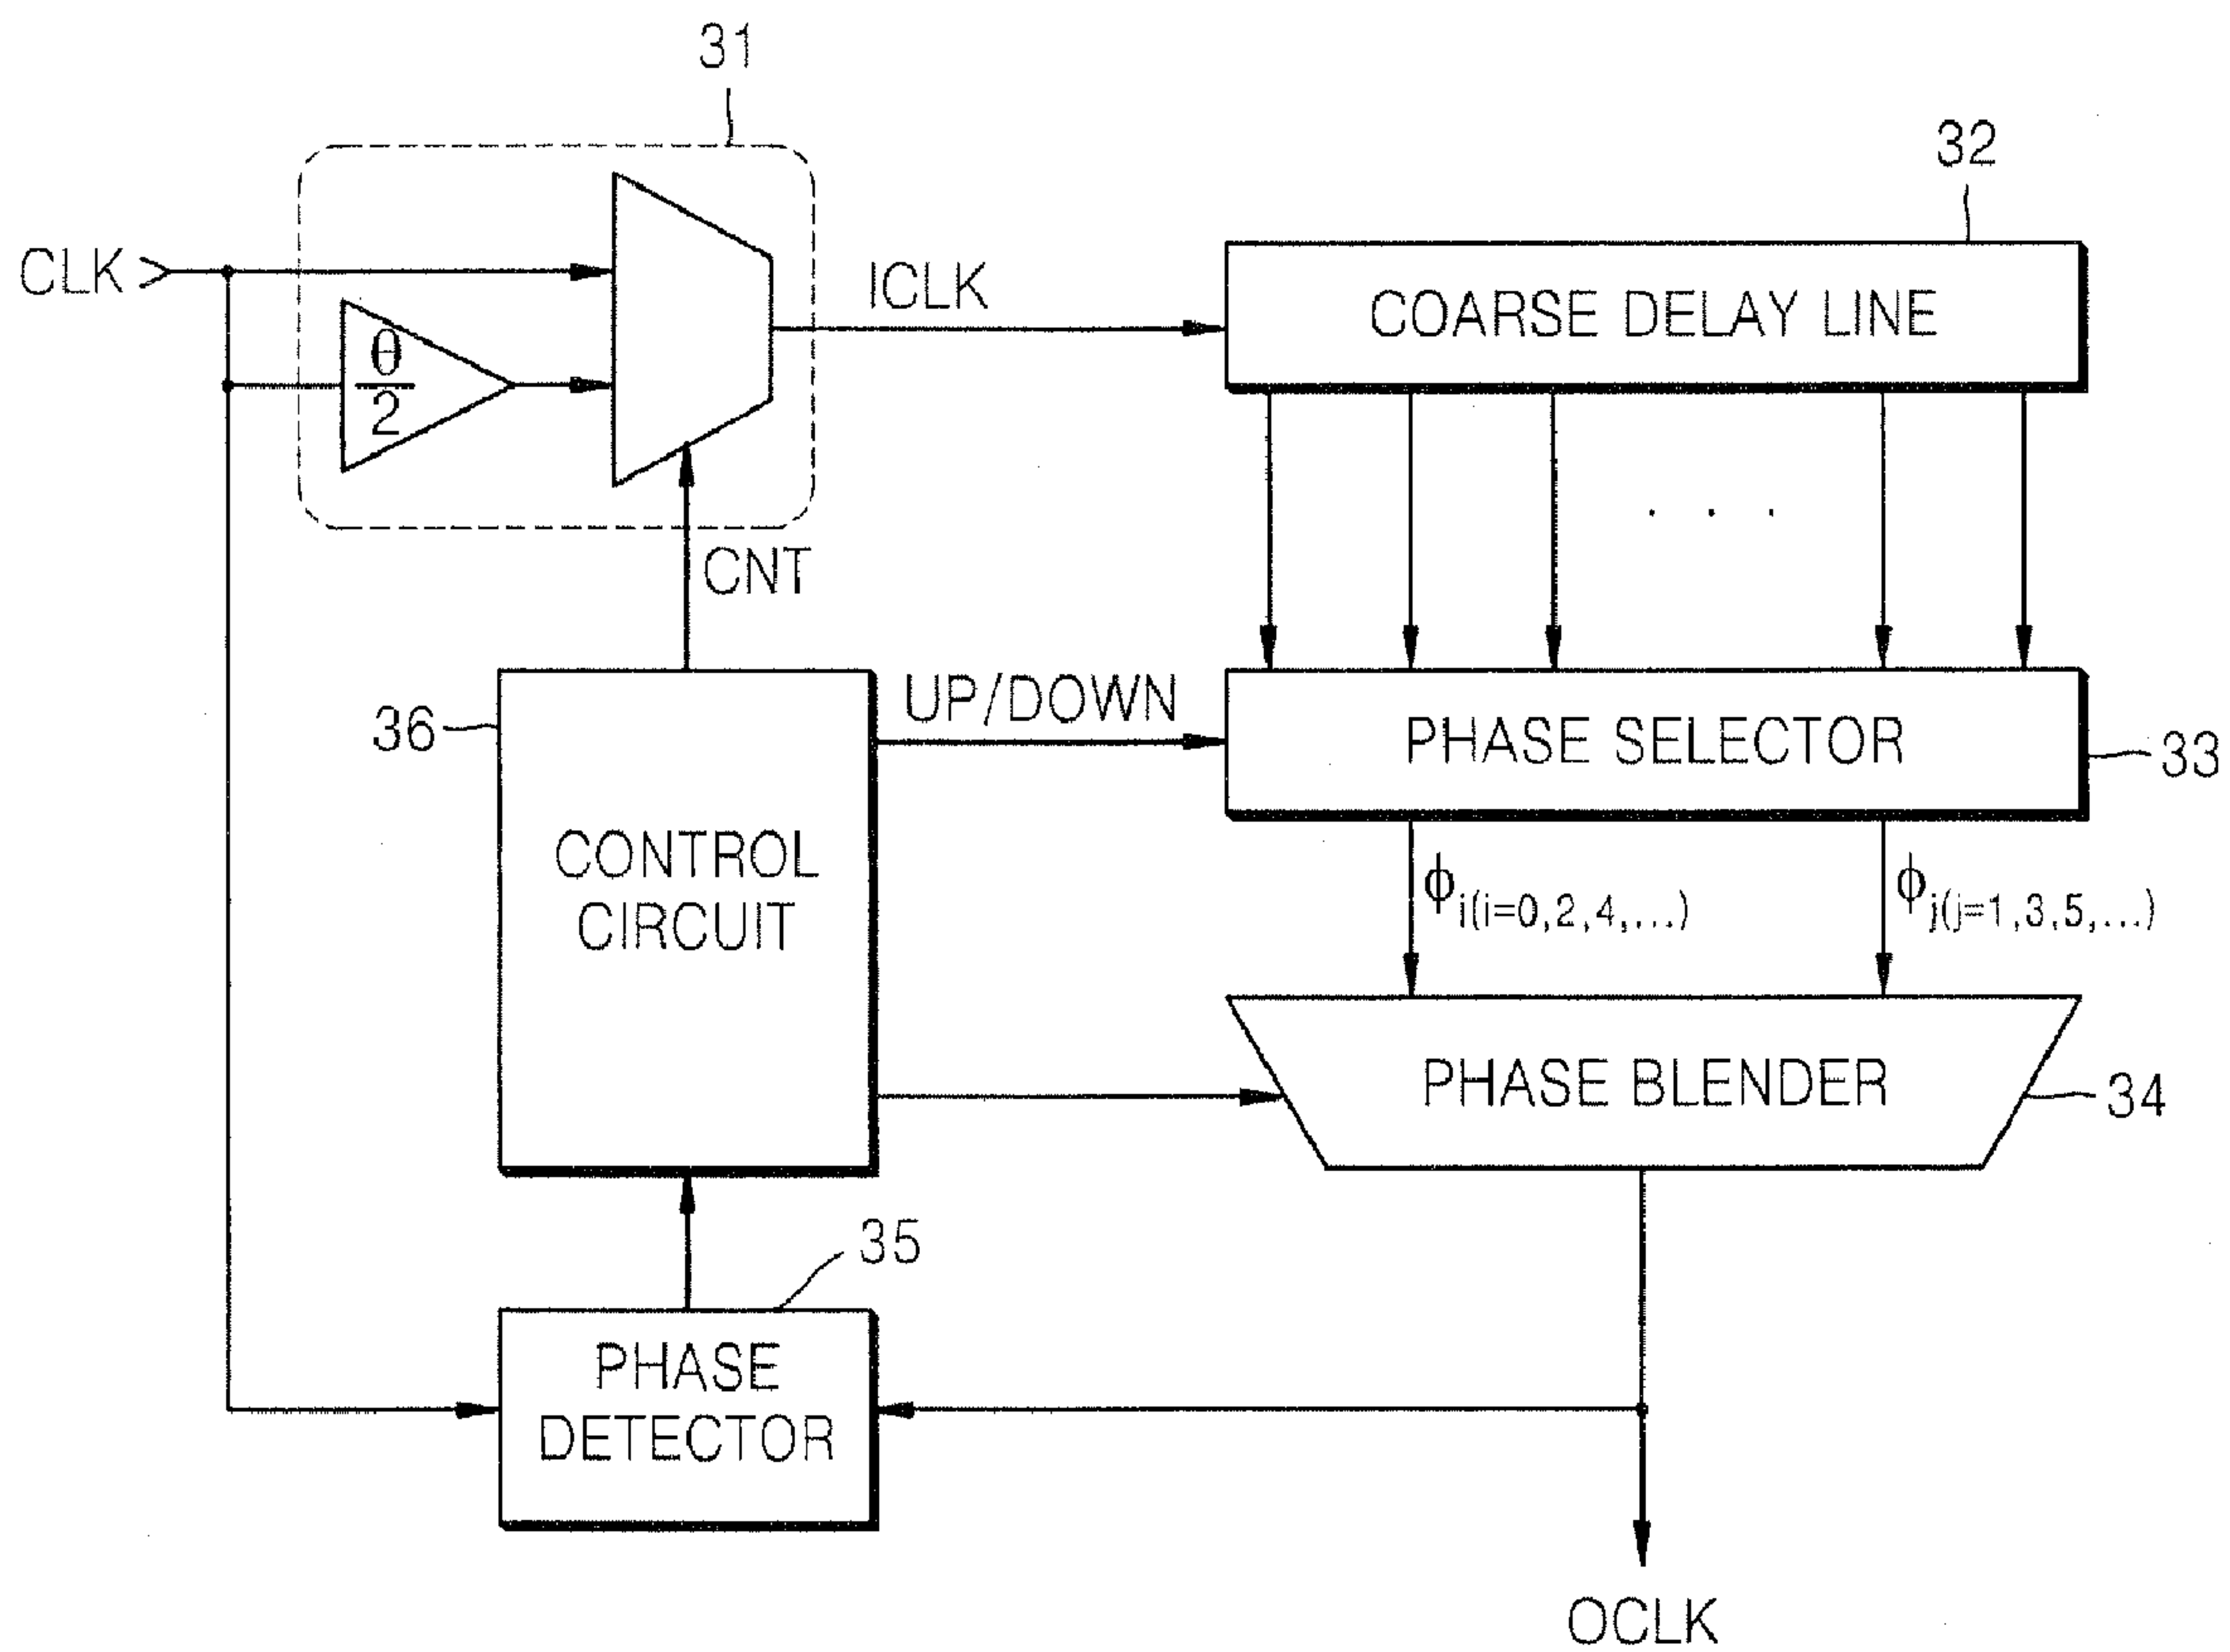 31
32
CLK
ICLK
COARSE DELAY LINE
θ
2
CNT
UP/DOWN
36
PHASE SELECTOR
33
CONTROL
CIRCUIT
ϕi(i=0,2,4,...)
ϕj(j=1,3,5,...)
PHASE BLENDER
34
35
PHASE
DETECTOR
OCLK